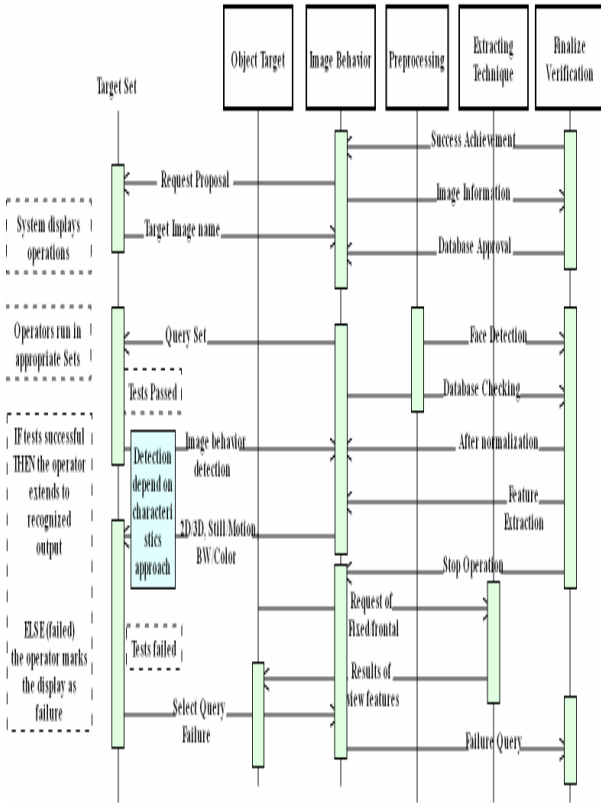 Target Set
Object Target
Image Behavior
Preprocessing
Extracting
Technique
Finalize
Verification
Success Achievement
Request Proposal
Image Information
System displays
operations
Target Image name
Database Approval
Operators run in
appropriate Sets
Query Set
Face Detection
Tests Passed
Database Checking
IF tests successful
THEN the operator
extends to
recognized
output
Detection
depend on
characteri
stics
approach
Image behavior
detection
After normalization
Feature
Extraction
2D/3D, Still/Motion
BW/Color
Stop Operation
Request of
Fixed frontal
ELSE (failed)
the operator marks
the display as
failure
Tests failed
Results of
view features
Select Query
Failure
Failure Query